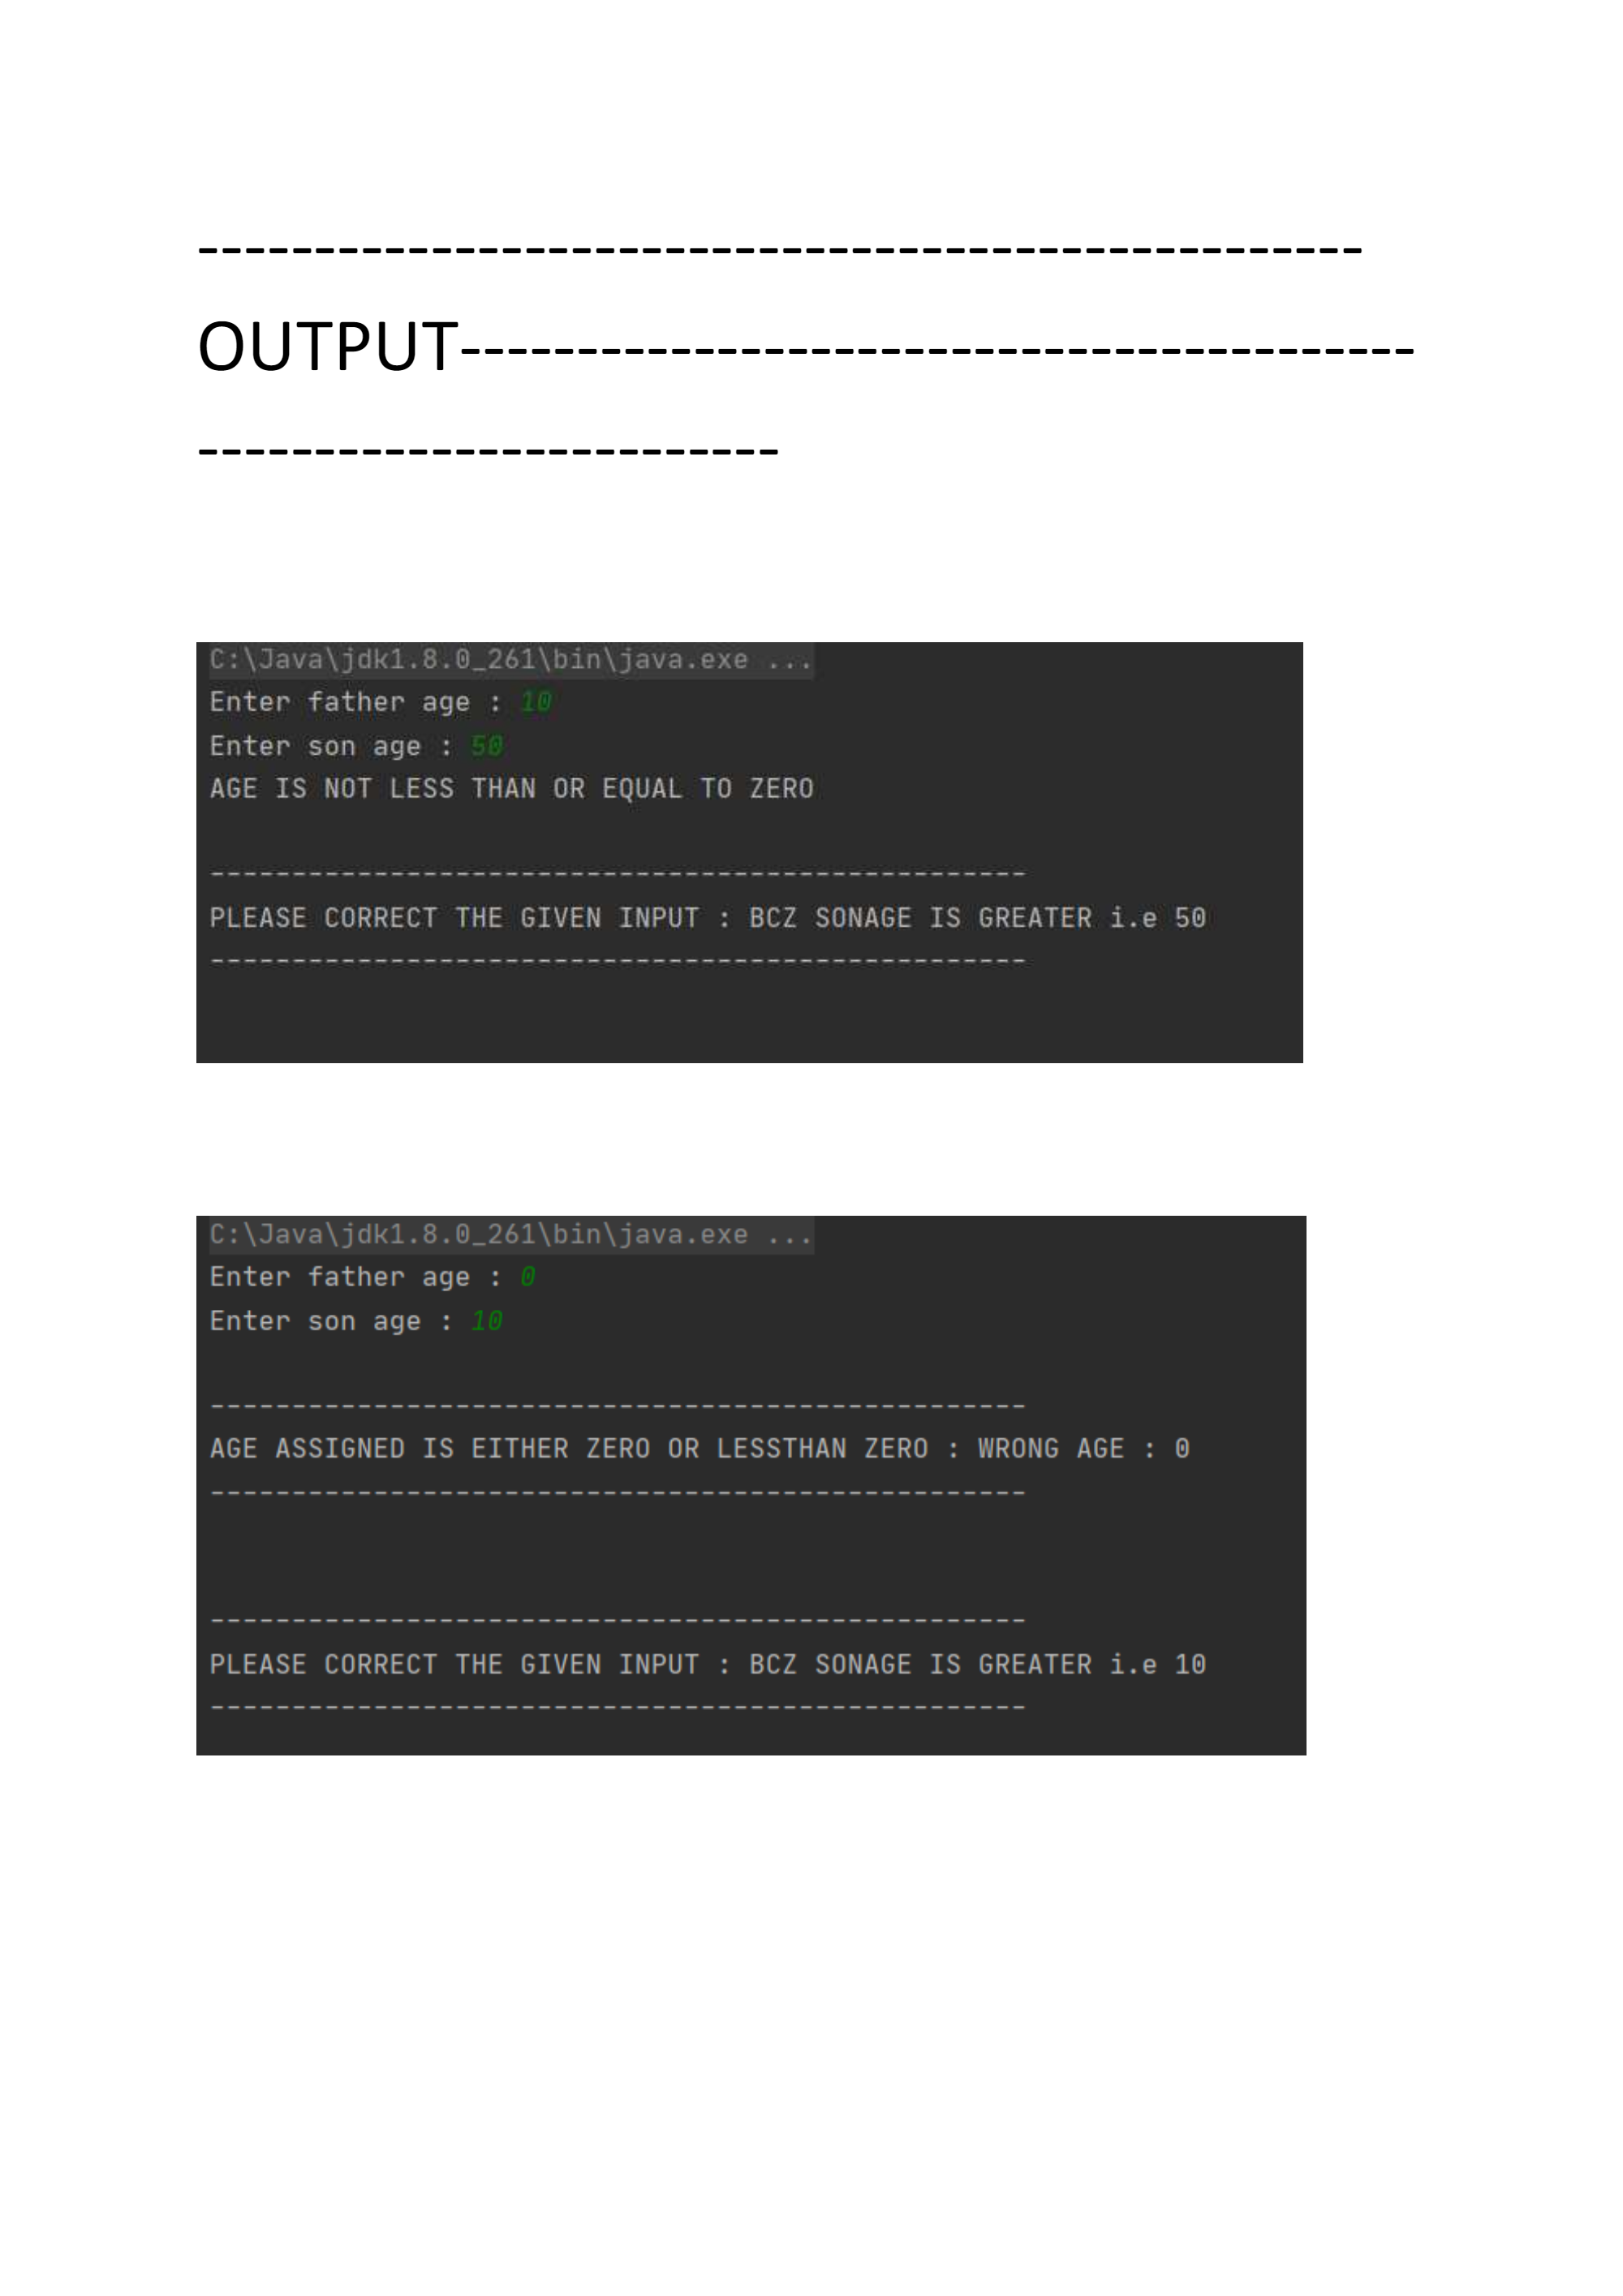 --------------------------------------------------
OUTPUT-----------------------------------------
-------------------------
C:\Java\jdk1.8.0_261\bin\java.exe ...
Enter father age : 10
Enter son age : 50
AGE IS NOT LESS THAN OR EQUAL TO ZERO
--------------------------------------------------
PLEASE CORRECT THE GIVEN INPUT : BCZ SONAGE IS GREATER i.e 50
--------------------------------------------------
C:\Java\jdk1.8.0_261\bin\java.exe ...
Enter father age : 0
Enter son age : 10
--------------------------------------------------
AGE ASSIGNED IS EITHER ZERO OR LESSTHAN ZERO : WRONG AGE : 0
--------------------------------------------------
--------------------------------------------------
PLEASE CORRECT THE GIVEN INPUT : BCZ SONAGE IS GREATER i.e 10
--------------------------------------------------